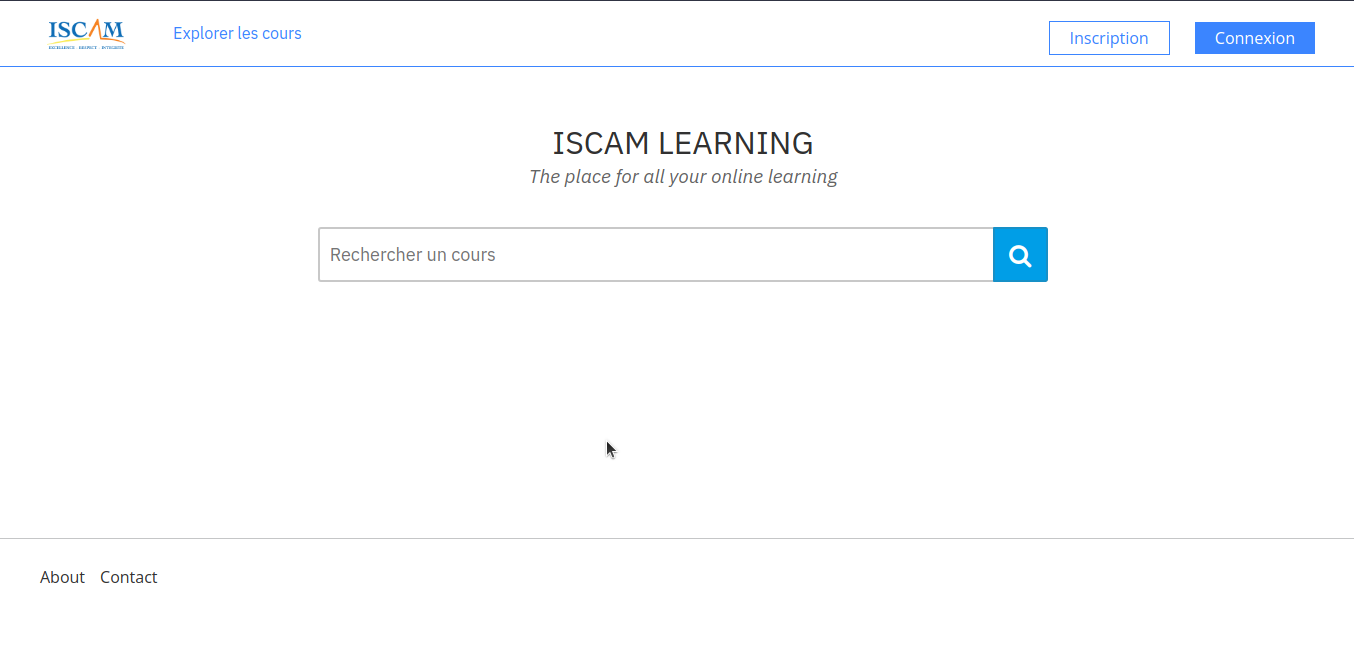 ISCAM
EXCELLENCE - RESPECT - INTEGRITE
Explorer les cours
Inscription
Connexion
ISCAM LEARNING
The place for all your online learning
Rechercher un cours
About Contact